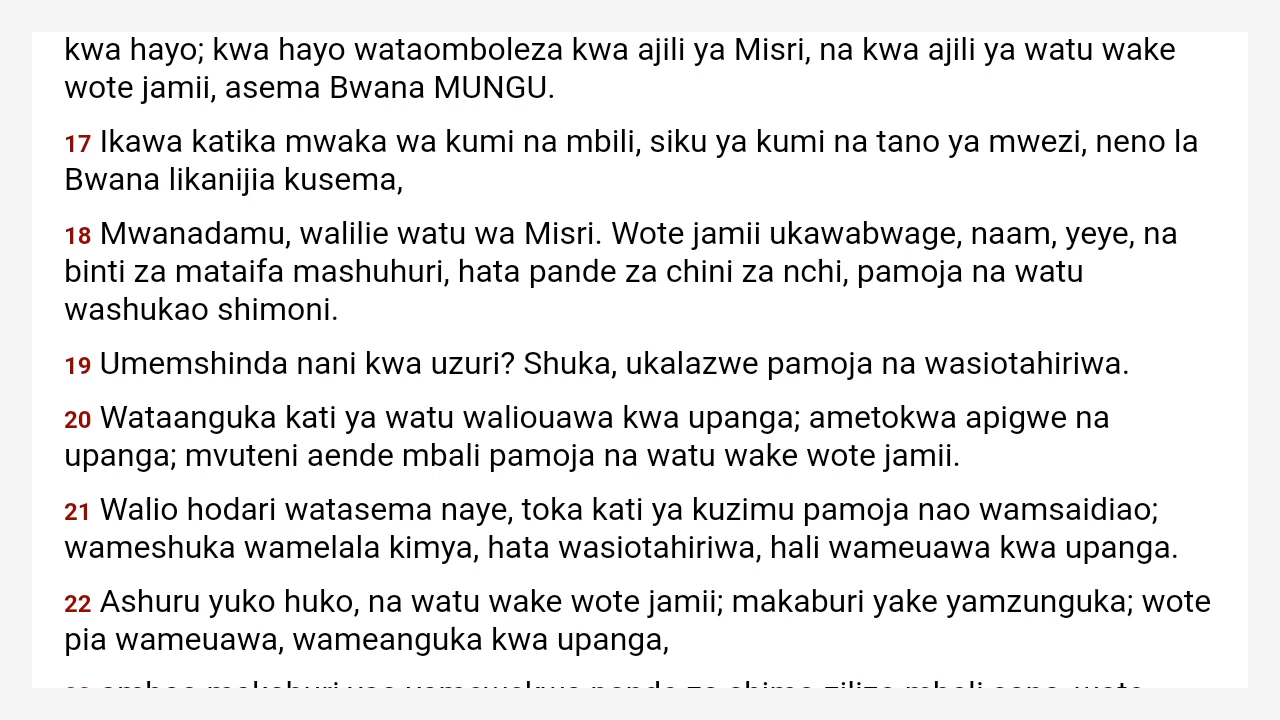 kwa hayo; kwa hayo wataomboleza kwa ajili ya Misri, na kwa ajili ya watu wake
wote jamii, asema Bwana MUNGU.
17 Ikawa katika mwaka wa kumi na mbili, siku ya kumi na tano ya mwezi, neno la
Bwana likanijia kusema,
18 Mwanadamu, walilie watu wa Misri. Wote jamii ukawabwage, naam, yeye, na
binti za mataifa mashuhuri, hata pande za chini za nchi, pamoja na watu
washukao shimoni.
19 Umemshinda nani kwa uzuri? Shuka, ukalazwe pamoja na wasiotahiriwa.
20 Wataanguka kati ya watu waliouawa kwa upanga; ametokwa apigwe na
upanga; mvuteni aende mbali pamoja na watu wake wote jamii.
21 Walio hodari watasema naye, toka kati ya kuzimu pamoja nao wamsaidiao;
wameshuka wamelala kimya, hata wasiotahiriwa, hali wameuawa kwa upanga.
22 Ashuru yuko huko, na watu wake wote jamii; makaburi yake yamzunguka; wote
pia wameuawa, wameanguka kwa upanga,